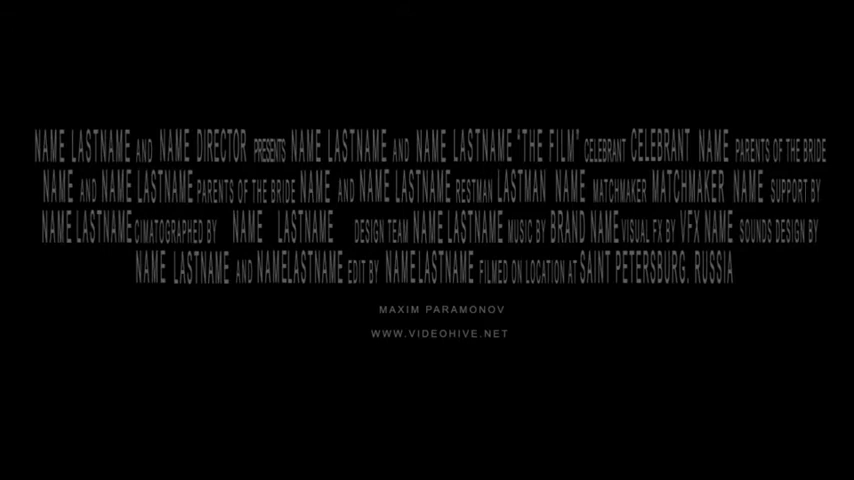 NAME LASTNAME AND NAME DIRECTOR PRESENTS NAME LASTNAME AND NAME LASTNAME "THE FILM" CELEBRANT CELEBRANT NAME PARENTS OF THE BRIDE
NAME AND NAME LASTNAME PARENTS OF THE BRIDE NAME AND NAME LASTNAME RESTMAN LASTMAN NAME MATCHMAKER MATCHMAKER NAME SUPPORT BY
NAME LASTNAME CIMATOGRAPHED BY NAME LASTNAME DESIGN TEAM NAME LASTNAME MUSIC BY BRAND NAME VISUAL FX BY VFX NAME SOUNDS DESIGN BY
NAME LASTNAME AND NAMELASTNAME EDIT BY NAMELASTNAME FILMED ON LOCATION AT SAINT PETERSBURG. RUSSIA
MAXIM PARAMONOV
WWW.VIDEOHIVE.NET